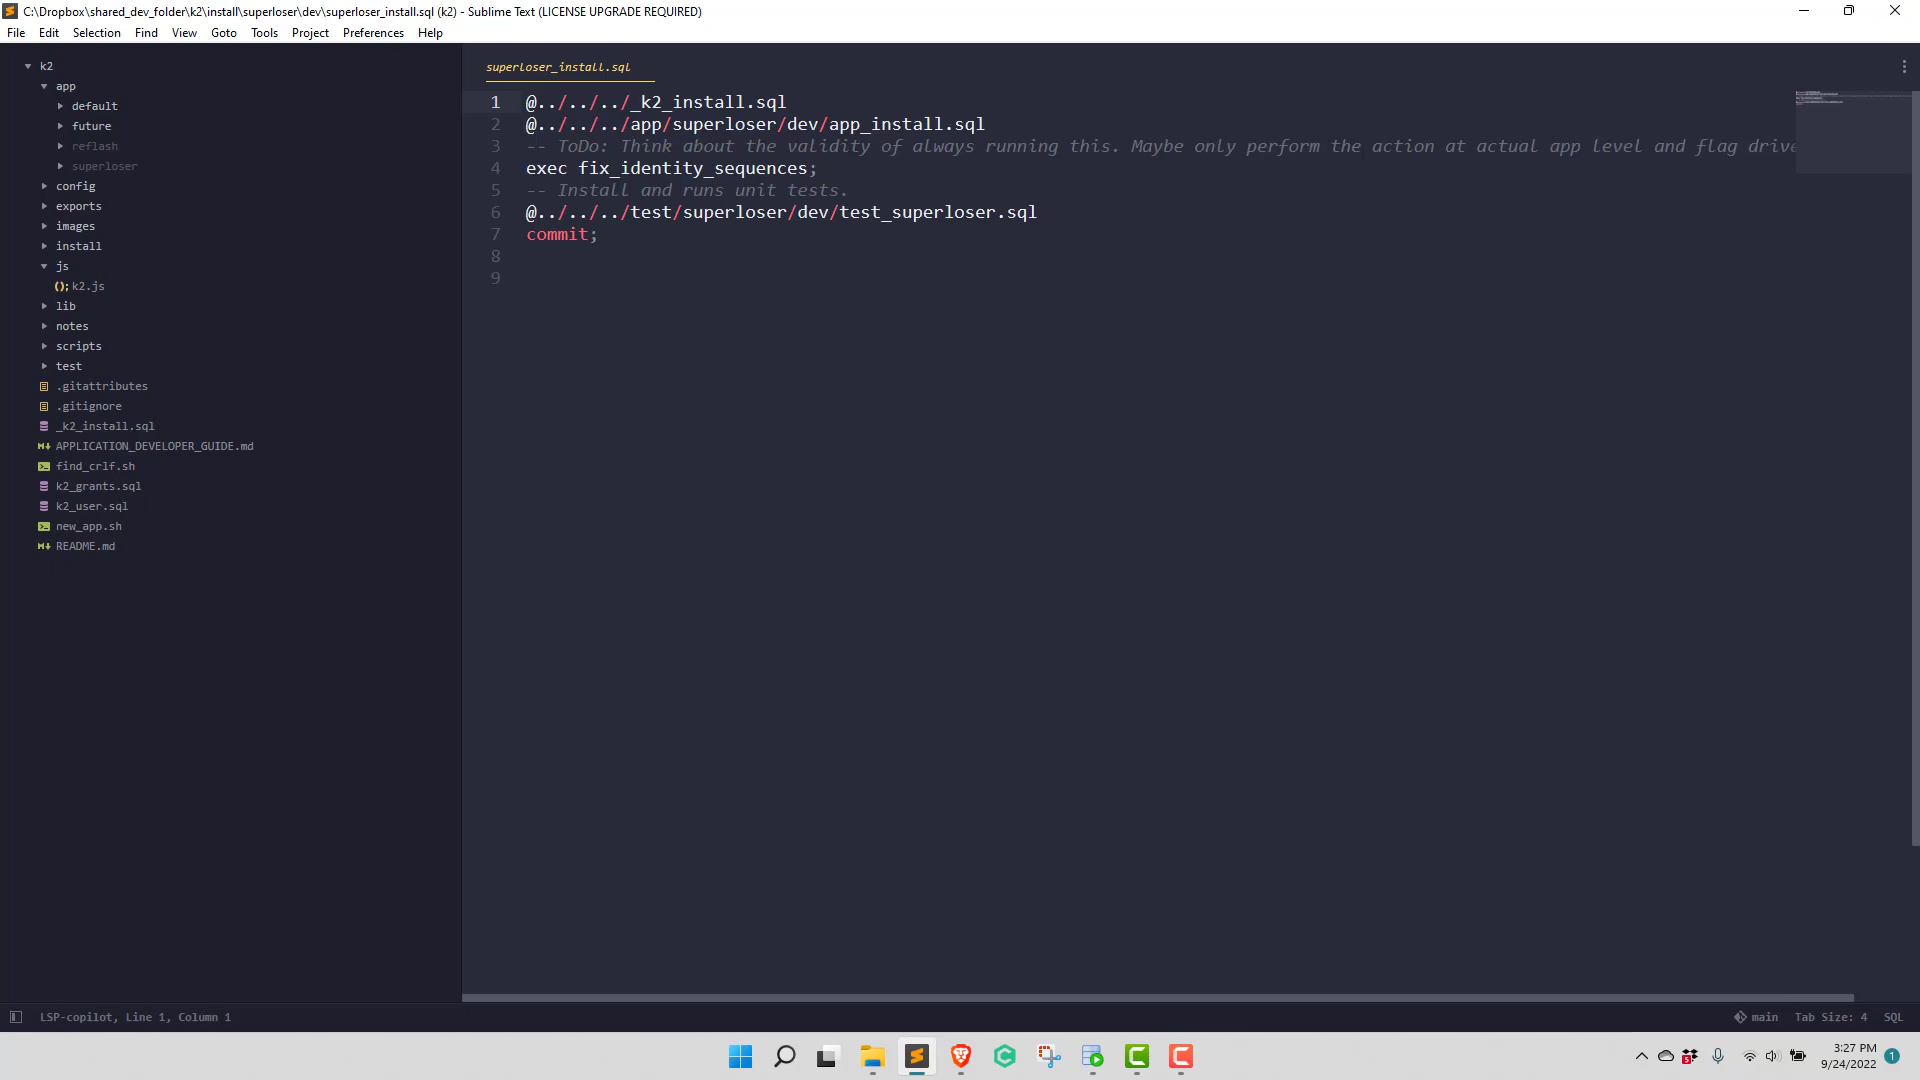 C:\Dropbox\shared_dev_folder\k2\install\superloser\dev\superloser_install.sql (k2) - Sublime Text (LICENSE UPGRADE REQUIRED)
File Edit Selection Find View Goto Tools Project Preferences Help
k2
app
default
future
reflash
superloser
config
exports
images
install
js
k2.js
lib
notes
scripts
test
.gitattributes
.gitignore
_k2_install.sql
APPLICATION_DEVELOPER_GUIDE.md
find_crlf.sh
k2_grants.sql
k2_user.sql
new_app.sh
README.md
superloser_install.sql
1 @../../../_k2_install.sql
2 @../../../app/superloser/dev/app_install.sql
3 -- ToDo: Think about the validity of always running this. Maybe only perform the action at actual app level and flag drive
4 exec fix_identity_sequences;
5 -- Install and runs unit tests.
6 @../../../test/superloser/dev/test_superloser.sql
7 commit;
8
9
LSP-copilot, Line 1, Column 1
main Tab Size: 4 SQL
3:27 PM
9/24/2022
1